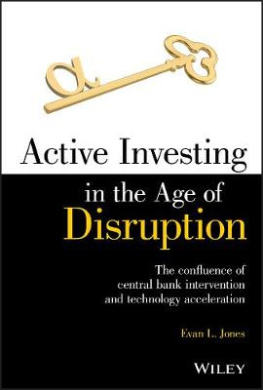 Active Investing
in the Age of
Disruption
The confluence of
central bank intervention
and technology acceleration
Evan L. Jones
WILEY